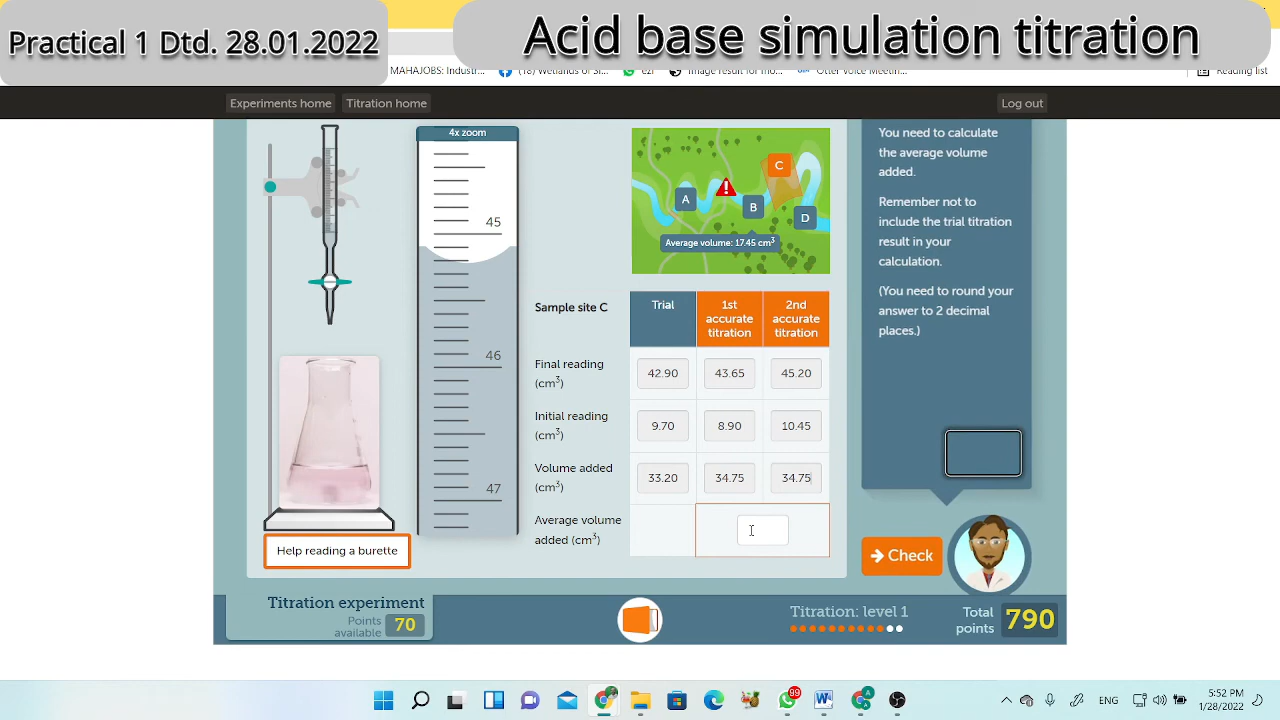 Practical 1 Dtd. 28.01.2022
Acid base simulation titration
Experiments home
Titration home
Log out
4x zoom
45
46
47
Help reading a burette
A
B
C
D
Average volume: 17.45 cm³
Sample site C
Trial
1st accurate titration
2nd accurate titration
Final reading (cm³)
42.90
43.65
45.20
Initial reading (cm³)
9.70
8.90
10.45
Volume added (cm³)
33.20
34.75
34.75
Average volume added (cm³)
You need to calculate
the average volume
added.
Remember not to
include the trial titration
result in your
calculation.
(You need to round your
answer to 2 decimal
places.)
Check
Titration experiment
Points available 70
Titration: level 1
Total points 790
99
ENG
5:52 PM
1/28/2022